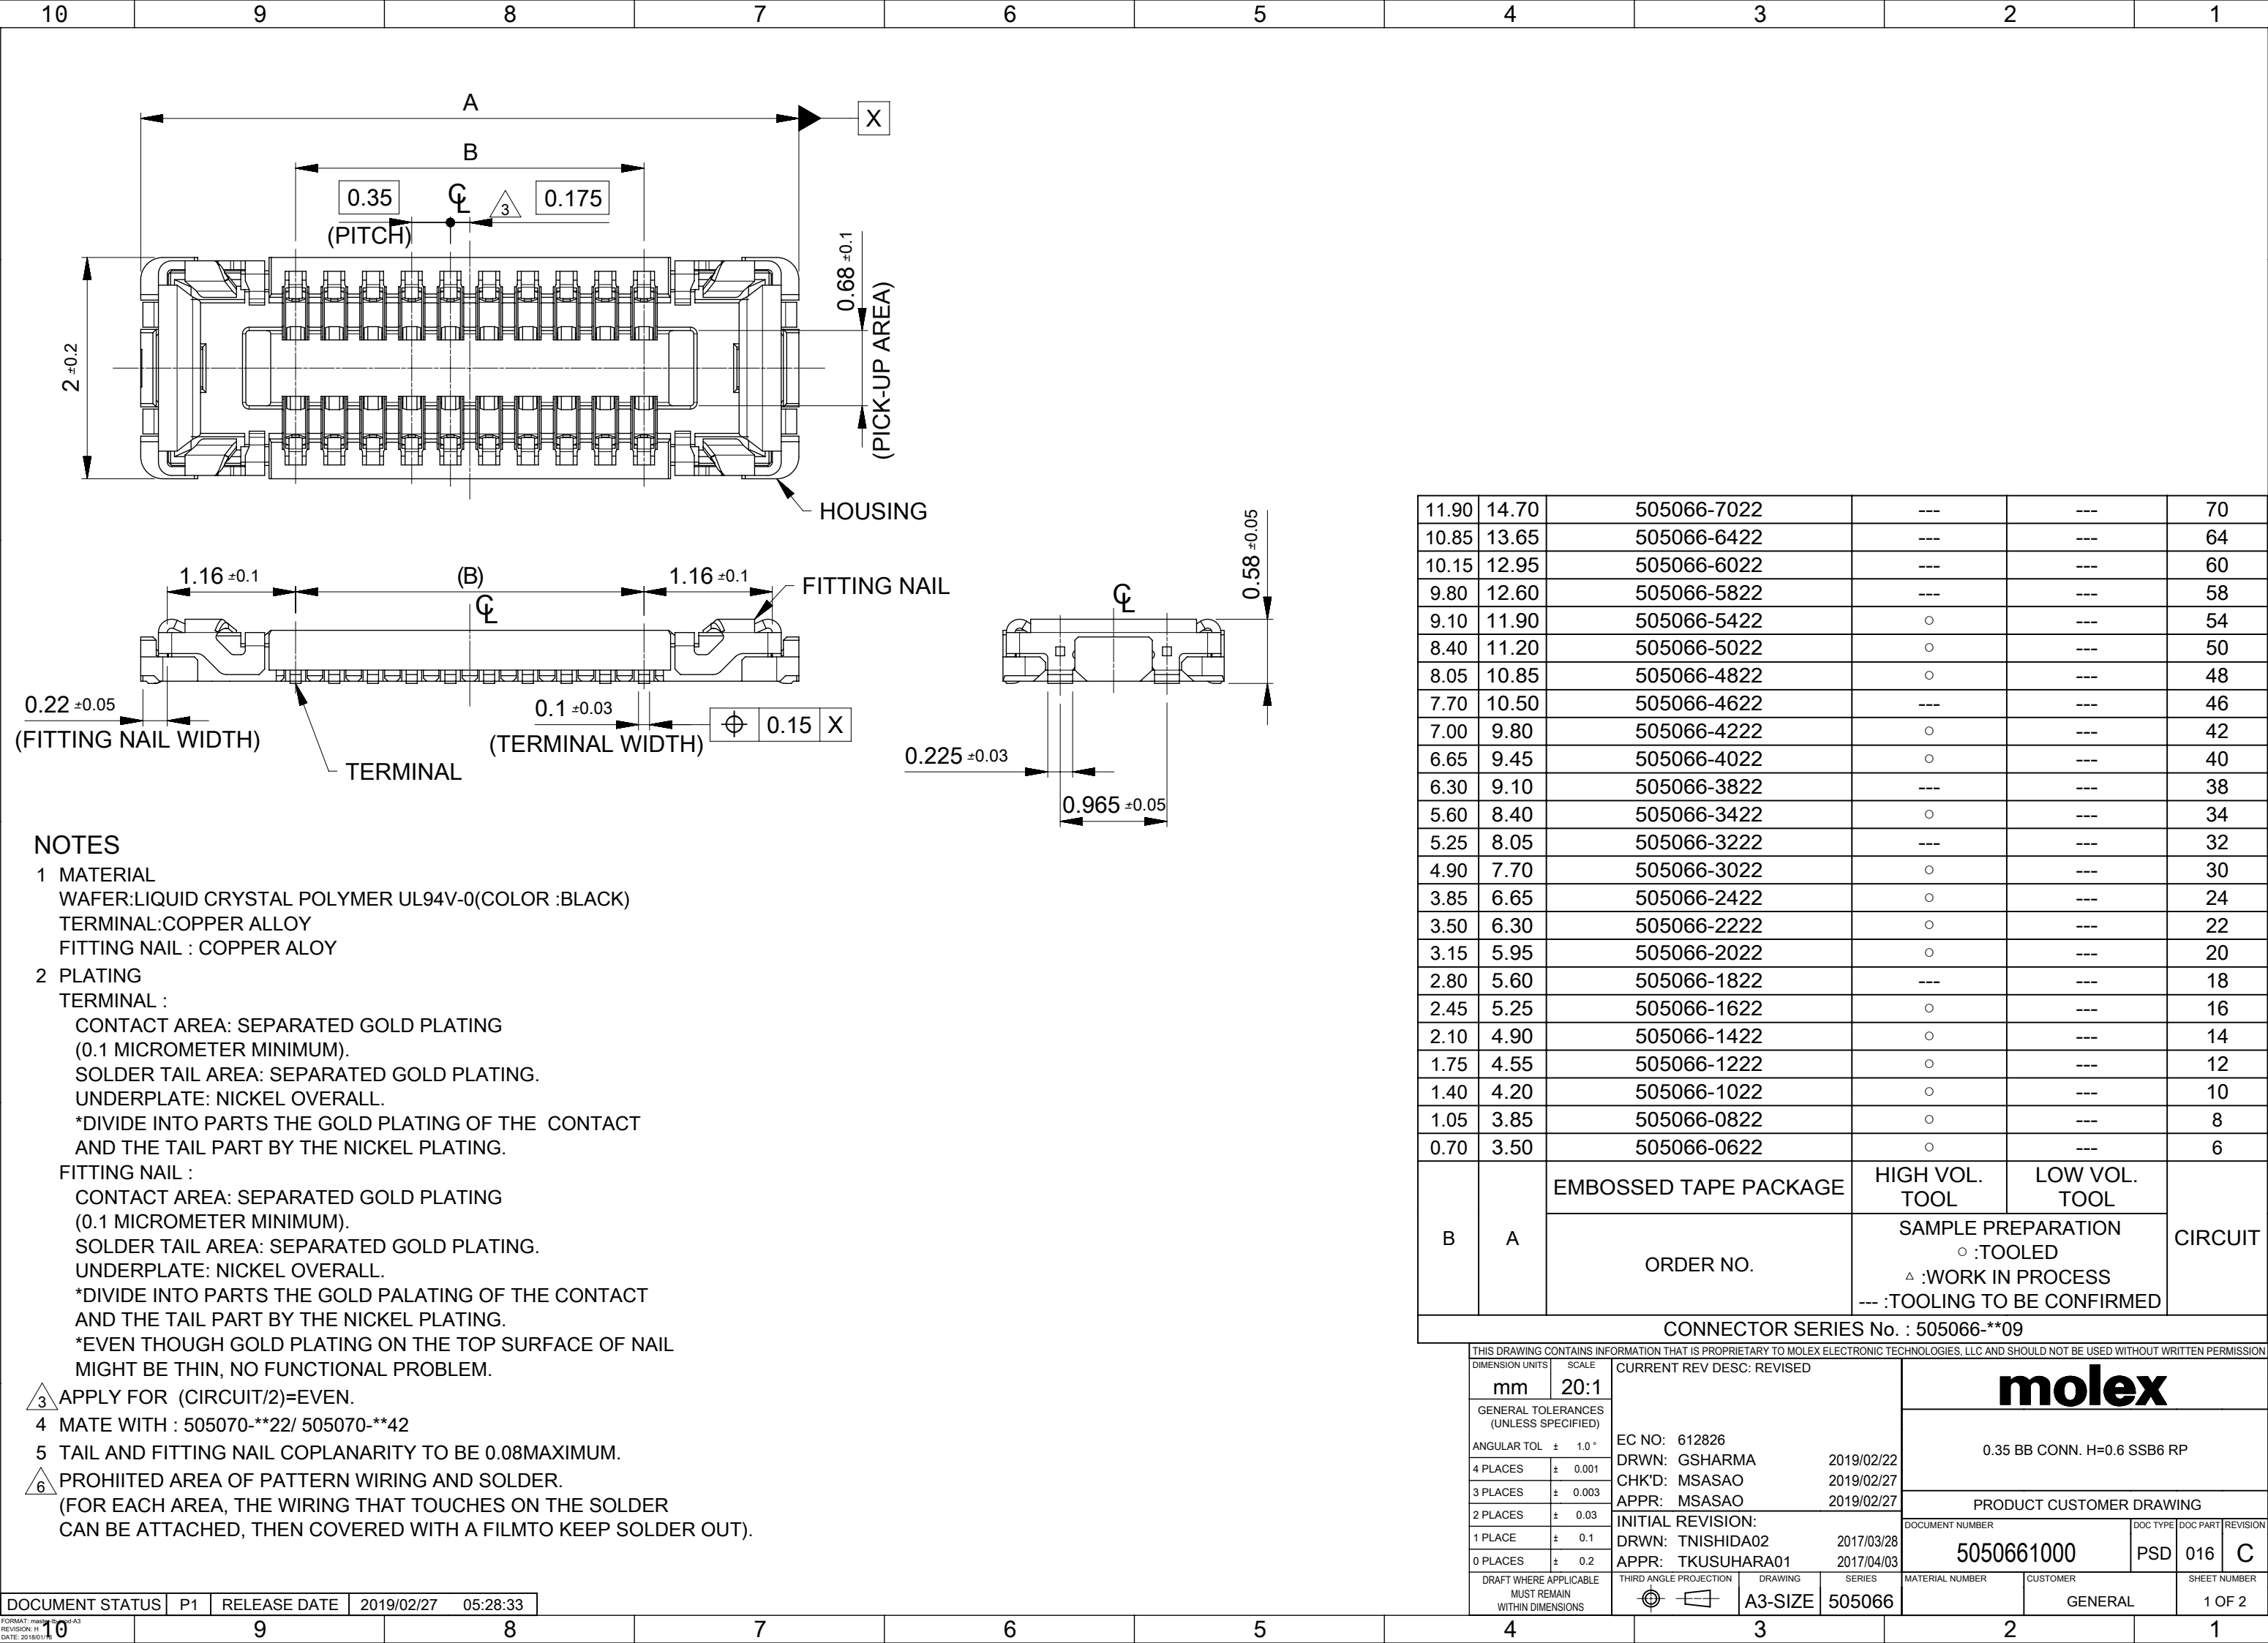 10 9 8 7 6 5 4 3 2 1
A
X
B
0.35
℄
3
0.175
(PITCH)
0.68 ±0.1
(PICK-UP AREA)
2 ±0.2
HOUSING
1.16 ±0.1
(B)
1.16 ±0.1
FITTING NAIL
℄
0.22 ±0.05
(FITTING NAIL WIDTH)
0.1 ±0.03
(TERMINAL WIDTH)
⌖ 0.15 X
TERMINAL
℄
0.58 ±0.05
0.225 ±0.03
0.965 ±0.05
NOTES
1 MATERIAL
WAFER:LIQUID CRYSTAL POLYMER UL94V-0(COLOR :BLACK)
TERMINAL:COPPER ALLOY
FITTING NAIL : COPPER ALOY
2 PLATING
TERMINAL :
CONTACT AREA: SEPARATED GOLD PLATING
(0.1 MICROMETER MINIMUM).
SOLDER TAIL AREA: SEPARATED GOLD PLATING.
UNDERPLATE: NICKEL OVERALL.
*DIVIDE INTO PARTS THE GOLD PLATING OF THE CONTACT
AND THE TAIL PART BY THE NICKEL PLATING.
FITTING NAIL :
CONTACT AREA: SEPARATED GOLD PLATING
(0.1 MICROMETER MINIMUM).
SOLDER TAIL AREA: SEPARATED GOLD PLATING.
UNDERPLATE: NICKEL OVERALL.
*DIVIDE INTO PARTS THE GOLD PALATING OF THE CONTACT
AND THE TAIL PART BY THE NICKEL PLATING.
*EVEN THOUGH GOLD PLATING ON THE TOP SURFACE OF NAIL
MIGHT BE THIN, NO FUNCTIONAL PROBLEM.
3 APPLY FOR (CIRCUIT/2)=EVEN.
4 MATE WITH : 505070-**22/ 505070-**42
5 TAIL AND FITTING NAIL COPLANARITY TO BE 0.08MAXIMUM.
6 PROHIITED AREA OF PATTERN WIRING AND SOLDER.
(FOR EACH AREA, THE WIRING THAT TOUCHES ON THE SOLDER
CAN BE ATTACHED, THEN COVERED WITH A FILMTO KEEP SOLDER OUT).
11.90 14.70 505066-7022 --- --- 70
10.85 13.65 505066-6422 --- --- 64
10.15 12.95 505066-6022 --- --- 60
9.80 12.60 505066-5822 --- --- 58
9.10 11.90 505066-5422 ○ --- 54
8.40 11.20 505066-5022 ○ --- 50
8.05 10.85 505066-4822 ○ --- 48
7.70 10.50 505066-4622 --- --- 46
7.00 9.80 505066-4222 ○ --- 42
6.65 9.45 505066-4022 ○ --- 40
6.30 9.10 505066-3822 --- --- 38
5.60 8.40 505066-3422 ○ --- 34
5.25 8.05 505066-3222 --- --- 32
4.90 7.70 505066-3022 ○ --- 30
3.85 6.65 505066-2422 ○ --- 24
3.50 6.30 505066-2222 ○ --- 22
3.15 5.95 505066-2022 ○ --- 20
2.80 5.60 505066-1822 --- --- 18
2.45 5.25 505066-1622 ○ --- 16
2.10 4.90 505066-1422 ○ --- 14
1.75 4.55 505066-1222 ○ --- 12
1.40 4.20 505066-1022 ○ --- 10
1.05 3.85 505066-0822 ○ --- 8
0.70 3.50 505066-0622 ○ --- 6
B A EMBOSSED TAPE PACKAGE
HIGH VOL.
TOOL
LOW VOL.
TOOL
CIRCUIT
ORDER NO.
SAMPLE PREPARATION
○ :TOOLED
△ :WORK IN PROCESS
--- :TOOLING TO BE CONFIRMED
CONNECTOR SERIES No. : 505066-**09
THIS DRAWING CONTAINS INFORMATION THAT IS PROPRIETARY TO MOLEX ELECTRONIC TECHNOLOGIES, LLC AND SHOULD NOT BE USED WITHOUT WRITTEN PERMISSION
DIMENSION UNITS SCALE
mm 20:1
GENERAL TOLERANCES
(UNLESS SPECIFIED)
ANGULAR TOL ± 1.0 °
4 PLACES ± 0.001
3 PLACES ± 0.003
2 PLACES ± 0.03
1 PLACE ± 0.1
0 PLACES ± 0.2
DRAFT WHERE APPLICABLE
MUST REMAIN
WITHIN DIMENSIONS
CURRENT REV DESC: REVISED
EC NO: 612826
DRWN: GSHARMA 2019/02/22
CHK'D: MSASAO 2019/02/27
APPR: MSASAO 2019/02/27
INITIAL REVISION:
DRWN: TNISHIDA02 2017/03/28
APPR: TKUSUHARA01 2017/04/03
THIRD ANGLE PROJECTION DRAWING SERIES
A3-SIZE 505066
molex
0.35 BB CONN. H=0.6 SSB6 RP
PRODUCT CUSTOMER DRAWING
DOCUMENT NUMBER DOC TYPE DOC PART REVISION
5050661000 PSD 016 C
MATERIAL NUMBER CUSTOMER SHEET NUMBER
GENERAL 1 OF 2
DOCUMENT STATUS P1 RELEASE DATE 2019/02/27 05:28:33
REVISION: H
10 9 8 7 6 5 4 3 2 1